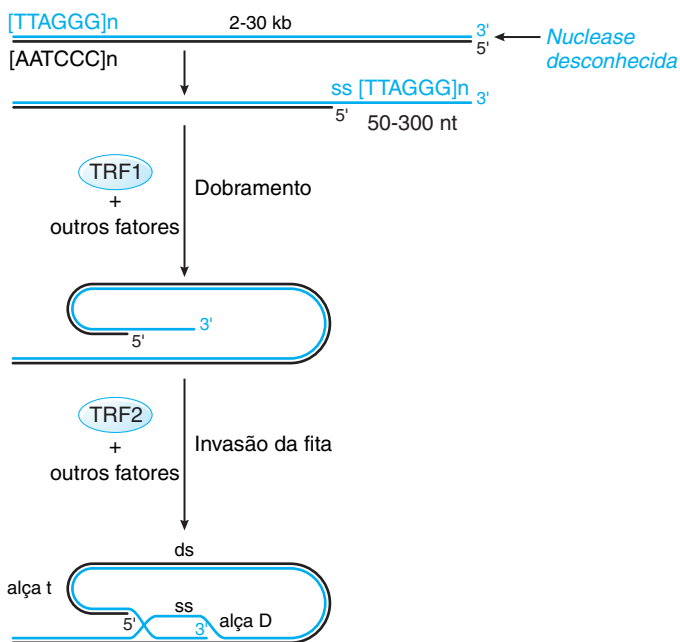 [TTAGGG]n
2-30 kb
3'
5'
Nuclease
desconhecida
[AATCCC]n
ss [TTAGGG]n
3'
5'
50-300 nt
TRF1
+
outros fatores
Dobramento
3'
5'
TRF2
+
outros fatores
Invasão da fita
ds
alça t
ss
5'
3'
alça D